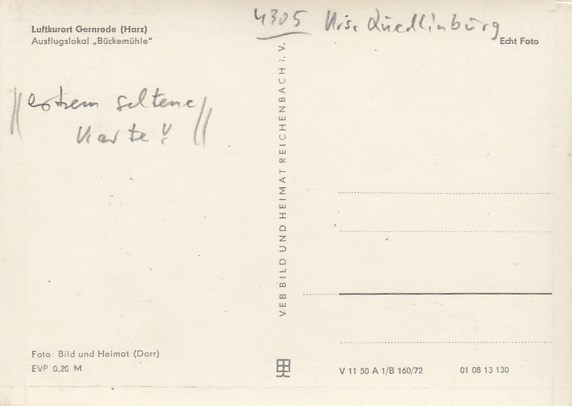 4305 Krs. Quedlinburg
Luftkurort Gernrode (Harz)
Ausflugslokal „Bückemühle“
Echt Foto
extrem seltene
Karte!!
VEB BILD UND HEIMAT REICHENBACH I. V.
Foto: Bild und Heimat (Darr)
EVP 0,20 M
V 11 50 A 1/B 160/72 01 08 13 130